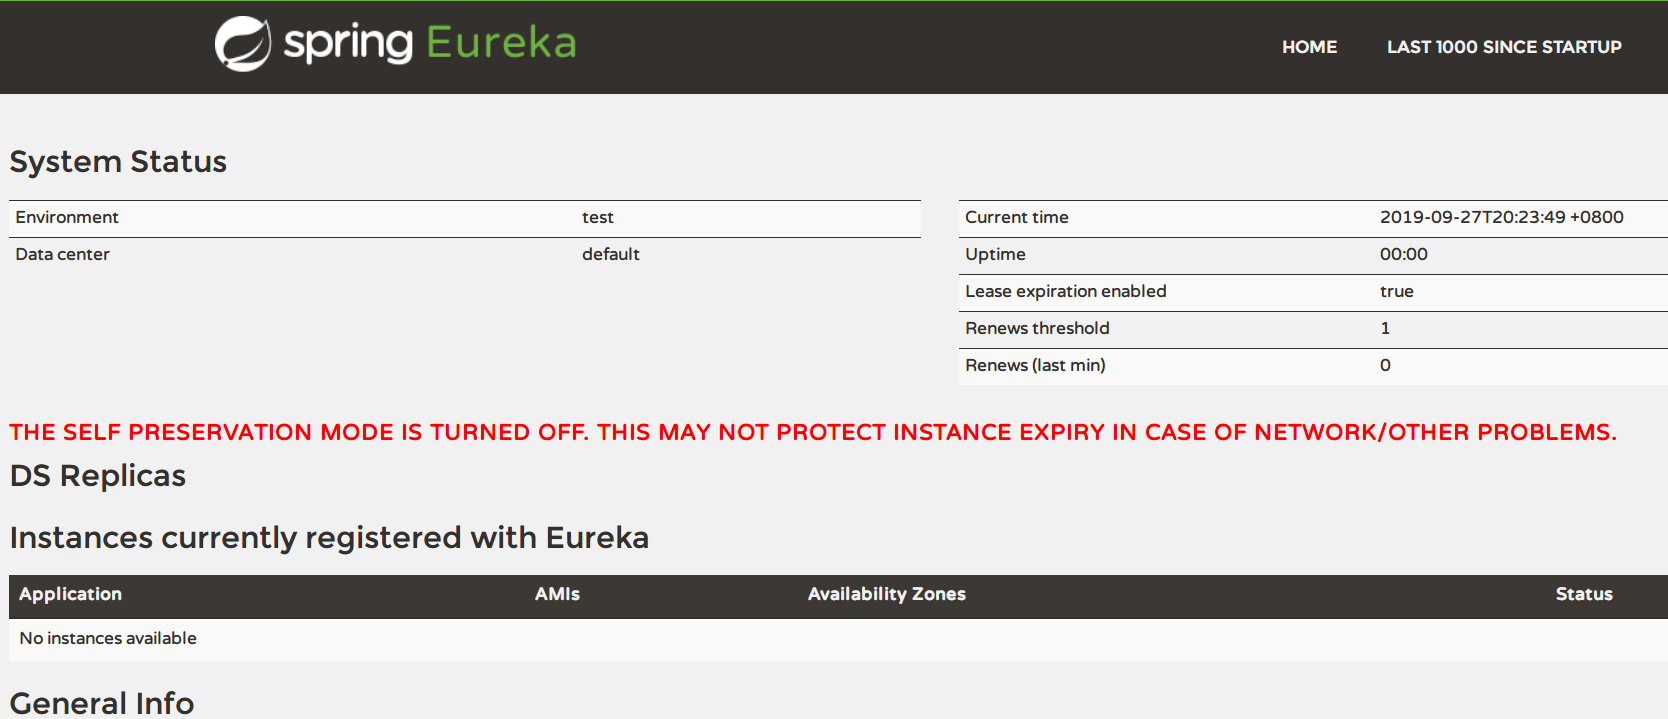 spring Eureka
HOME LAST 1000 SINCE STARTUP
System Status
Environment test
Data center default
Current time 2019-09-27T20:23:49 +0800
Uptime 00:00
Lease expiration enabled true
Renews threshold 1
Renews (last min) 0
THE SELF PRESERVATION MODE IS TURNED OFF. THIS MAY NOT PROTECT INSTANCE EXPIRY IN CASE OF NETWORK/OTHER PROBLEMS.
DS Replicas
Instances currently registered with Eureka
Application AMIs Availability Zones Status
No instances available
General Info